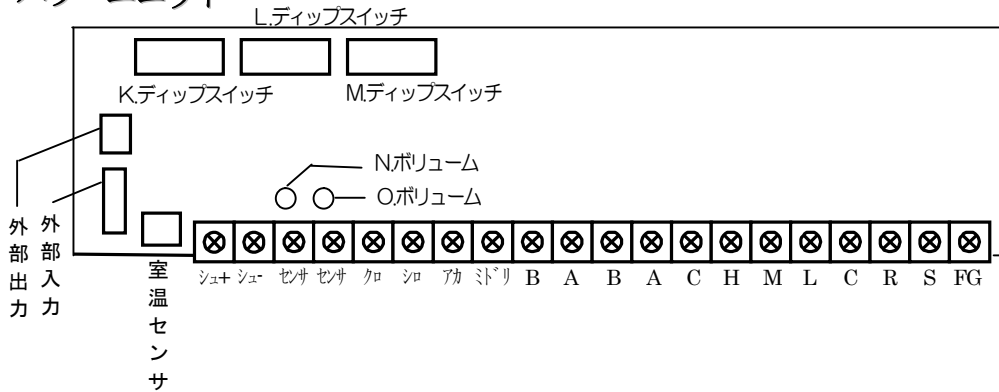 L.ディップスイッチ
K.ディップスイッチ
M.ディップスイッチ
N.ボリューム
O.ボリューム
外部出力
外部入力
室温センサ
シュ+ シュ- センサ センサ クロ シロ アカ ミドリ B A B A C H M L C R S FG